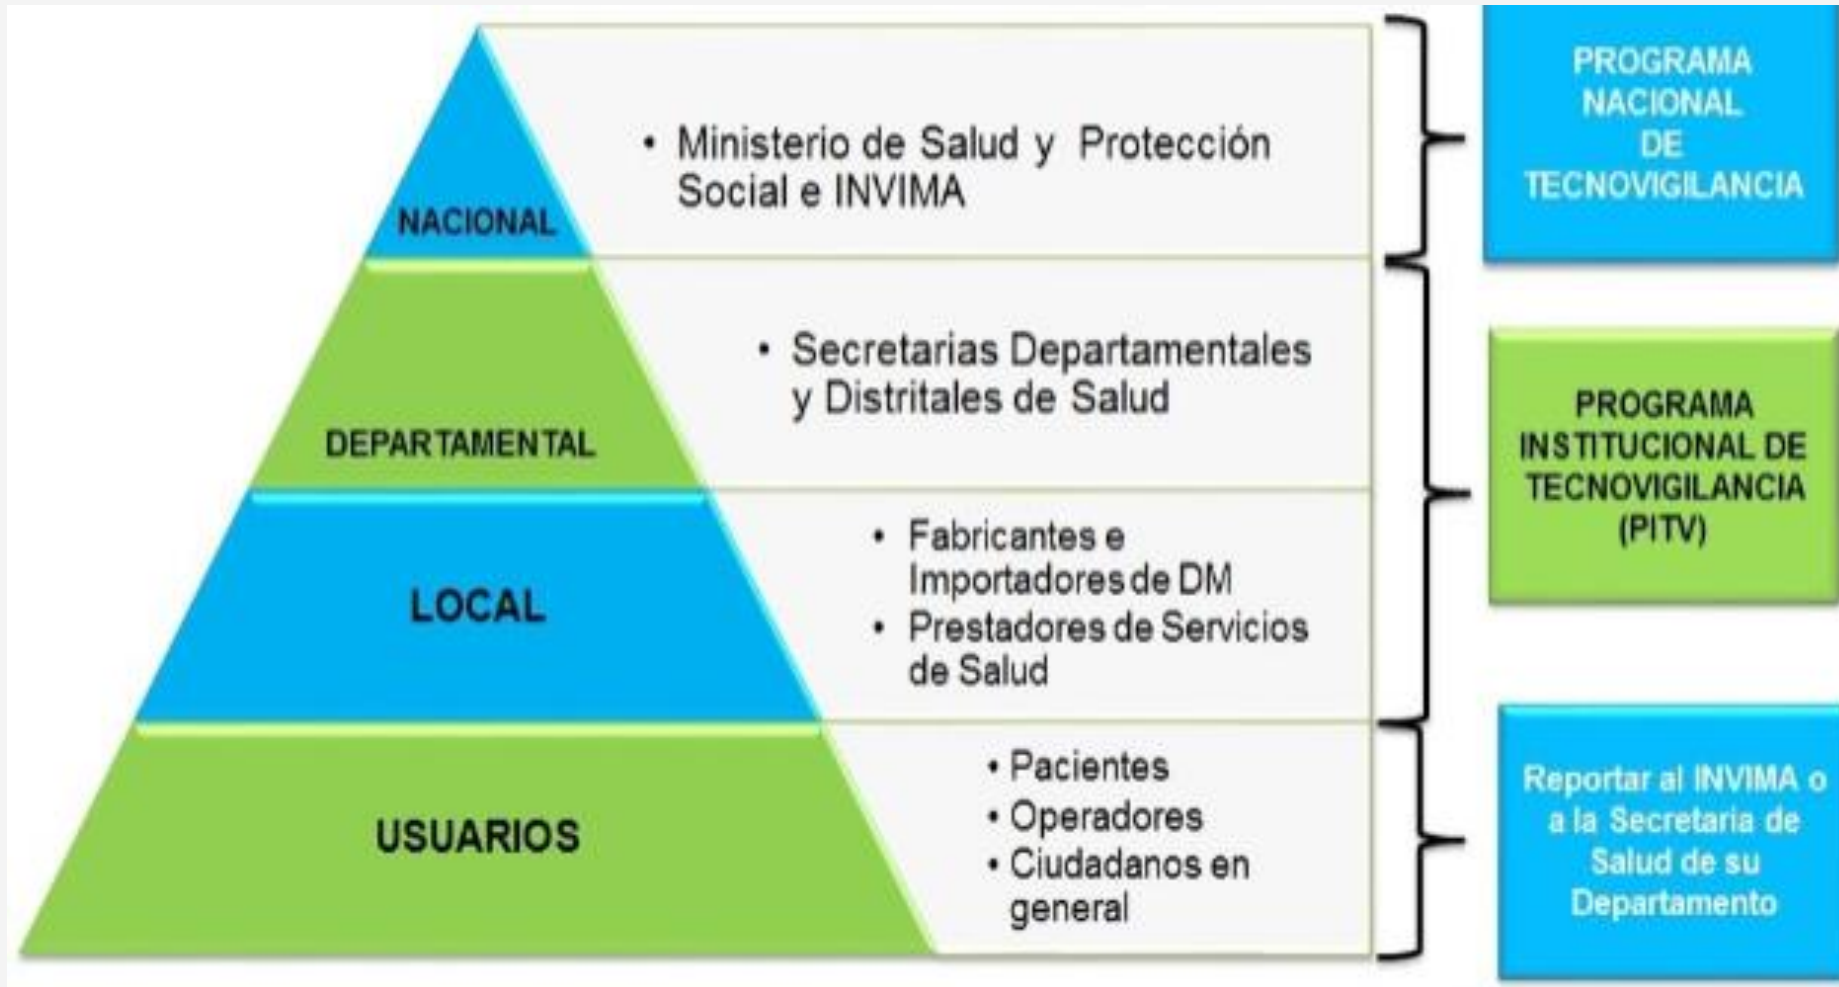 NACIONAL
• Ministerio de Salud y Protección
Social e INVIMA
PROGRAMA
NACIONAL
DE
TECNOVIGILANCIA
DEPARTAMENTAL
• Secretarias Departamentales
y Distritales de Salud
PROGRAMA
INSTITUCIONAL DE
TECNOVIGILANCIA
(PITV)
LOCAL
• Fabricantes e
Importadores de DM
• Prestadores de Servicios
de Salud
USUARIOS
• Pacientes
• Operadores
• Ciudadanos en
general
Reportar al INVIMA o
a la Secretaria de
Salud de su
Departamento